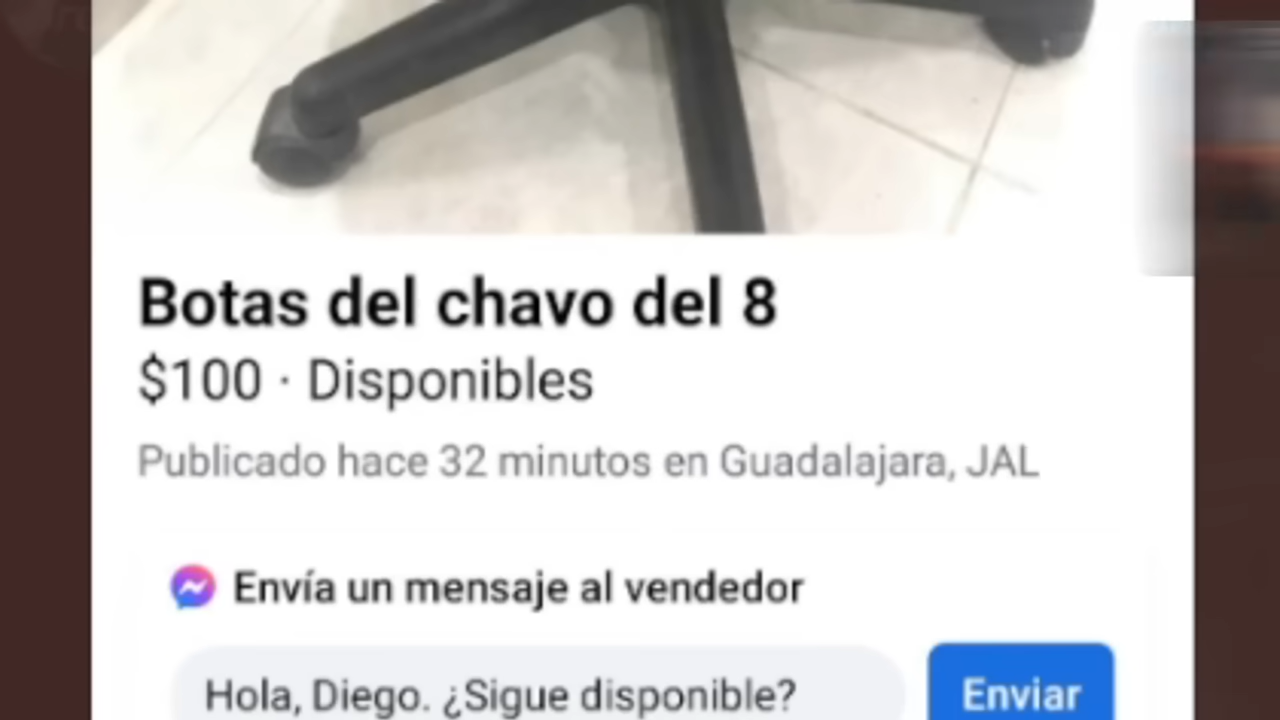 Botas del chavo del 8
$100 · Disponibles
Publicado hace 32 minutos en Guadalajara, JAL
Envía un mensaje al vendedor
Hola, Diego. ¿Sigue disponible?
Enviar